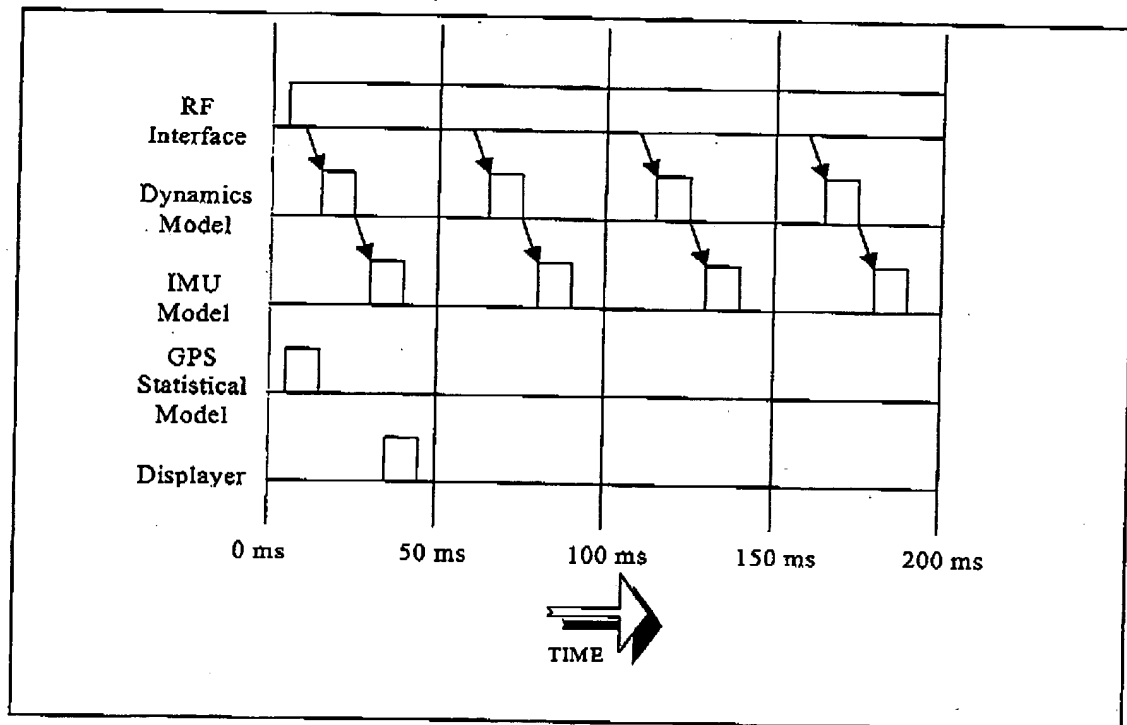 RF
Interface
Dynamics
Model
IMU
Model
GPS
Statistical
Model
Displayer
0 ms
50 ms
100 ms
150 ms
200 ms
TIME